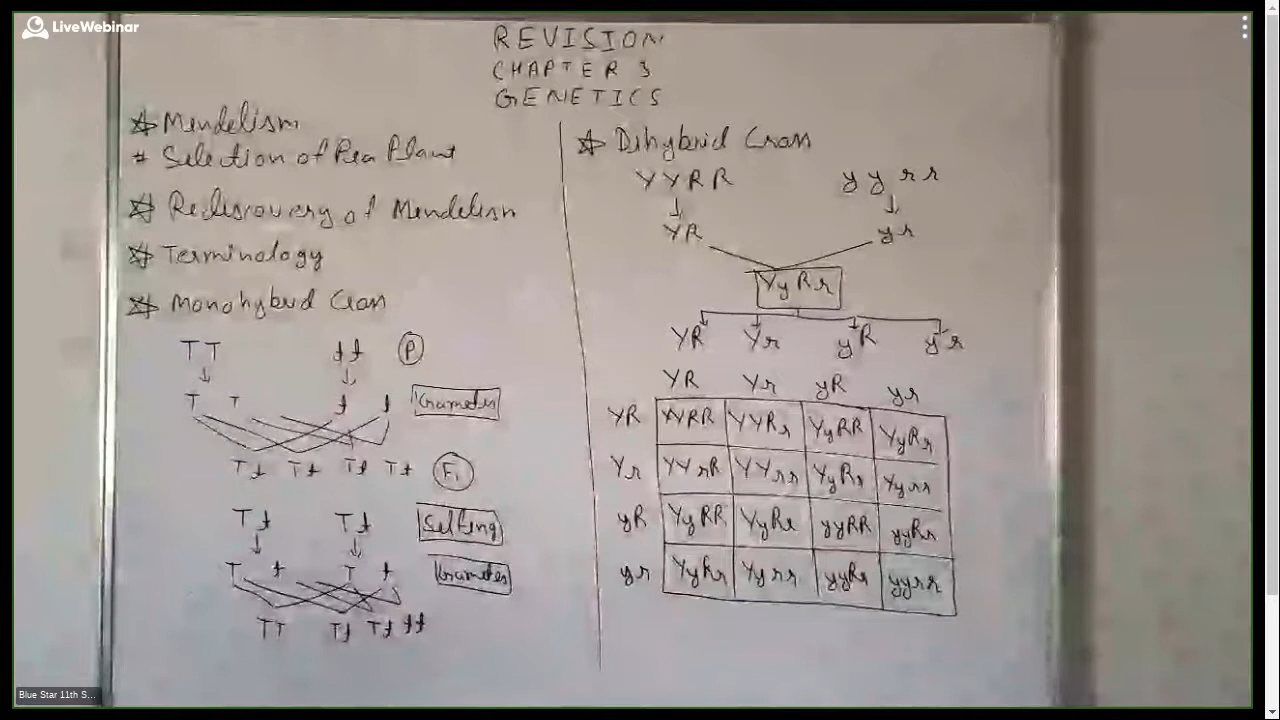 LiveWebinar
REVISION
CHAPTER 3
GENETICS
Mendelism
Selection of Pea Plant
Rediscovery of Mendelism
Terminology
Monohybrid Cross
TT tt P
T T t t Gametes
Tt Tt Tt Tt F1
Tt Tt Selfing
T t T t Gametes
TT Tt Tt tt
Dihybrid Cross
YYRR yyrr
YR yr
YyRr
YR Yr yR yr
YR Yr yR yr
YR YYRR YYRr YyRR YyRr
Yr YYrR YYrr YyRr Yyrr
yR YyRR YyRr yyRR yyRr
yr YyRr Yyrr yyRr yyrr
Blue Star 11th S...